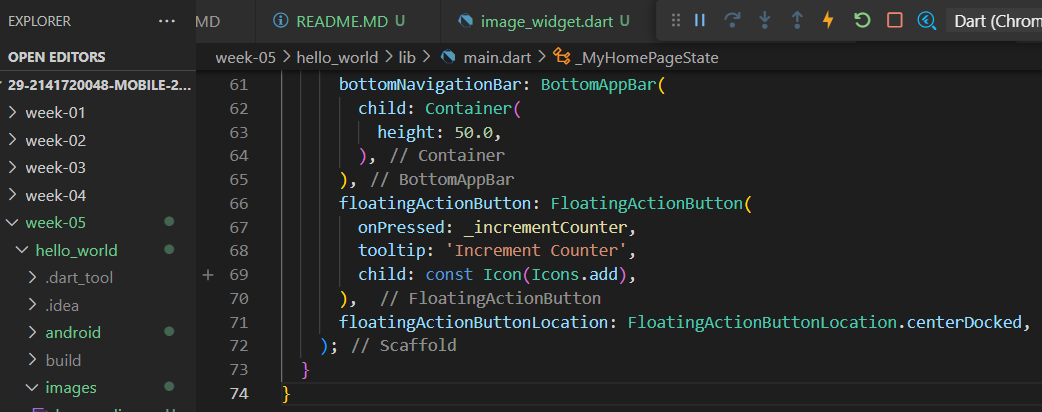 EXPLORER
OPEN EDITORS
29-2141720048-MOBILE-2...
week-01
week-02
week-03
week-04
week-05
hello_world
.dart_tool
.idea
android
build
images
MD
README.MD U
image_widget.dart U
Dart (Chrom
week-05 > hello_world > lib > main.dart > _MyHomePageState
61 bottomNavigationBar: BottomAppBar(
62 child: Container(
63 height: 50.0,
64 ), // Container
65 ), // BottomAppBar
66 floatingActionButton: FloatingActionButton(
67 onPressed: _incrementCounter,
68 tooltip: 'Increment Counter',
69 child: const Icon(Icons.add),
70 ),  // FloatingActionButton
71 floatingActionButtonLocation: FloatingActionButtonLocation.centerDocked,
72 ); // Scaffold
73 }
74 }